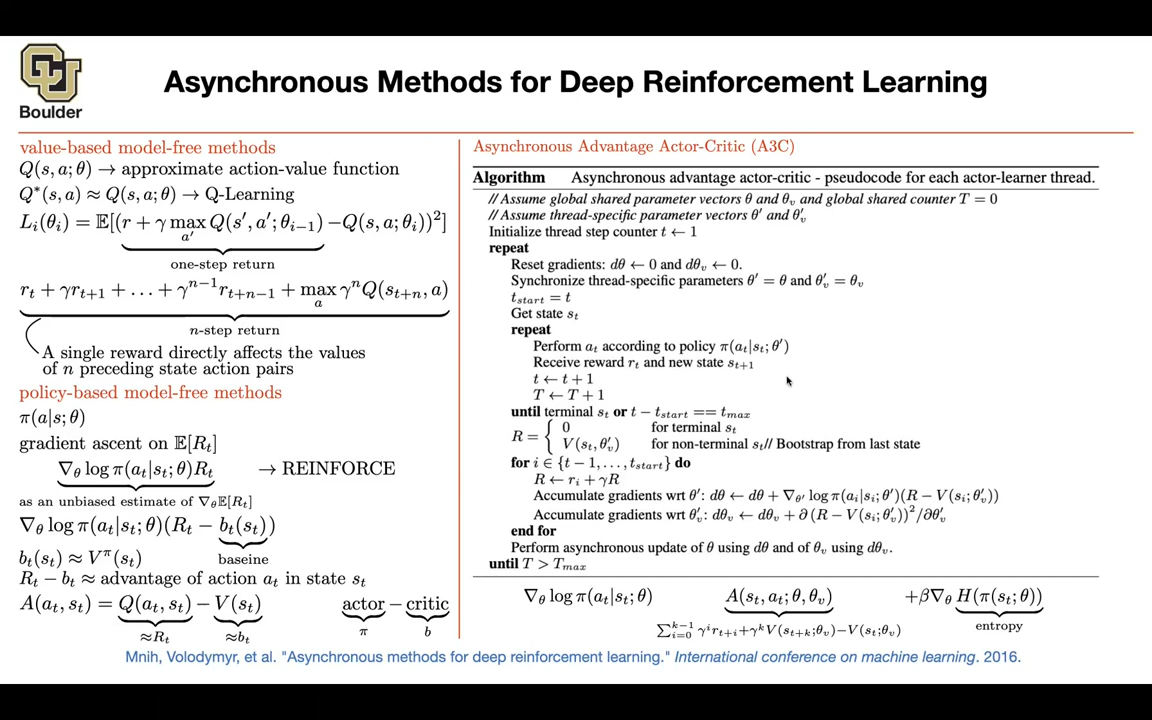 Boulder
Asynchronous Methods for Deep Reinforcement Learning
value-based model-free methods
Q(s, a; θ) → approximate action-value function
Q*(s, a) ≈ Q(s, a; θ) → Q-Learning
L_i(θ_i) = 𝔼[(r + γ max_{a'} Q(s', a'; θ_{i−1}) − Q(s, a; θ_i))²]
one-step return
r_t + γr_{t+1} + … + γ^{n−1}r_{t+n−1} + max_a γ^n Q(s_{t+n}, a)
n-step return
A single reward directly affects the values
of n preceding state action pairs
policy-based model-free methods
π(a|s; θ)
gradient ascent on 𝔼[R_t]
∇_θ log π(a_t|s_t; θ)R_t → REINFORCE
as an unbiased estimate of ∇_θ𝔼[R_t]
∇_θ log π(a_t|s_t; θ)(R_t − b_t(s_t))
b_t(s_t) ≈ V^π(s_t) baseine
R_t − b_t ≈ advantage of action a_t in state s_t
A(a_t, s_t) = Q(a_t, s_t) − V(s_t) actor − critic
≈R_t ≈b_t π b
Asynchronous Advantage Actor-Critic (A3C)
Algorithm Asynchronous advantage actor-critic - pseudocode for each actor-learner thread.
// Assume global shared parameter vectors θ and θ_v and global shared counter T = 0
// Assume thread-specific parameter vectors θ' and θ'_v
Initialize thread step counter t ← 1
repeat
Reset gradients: dθ ← 0 and dθ_v ← 0.
Synchronize thread-specific parameters θ' = θ and θ'_v = θ_v
t_start = t
Get state s_t
repeat
Perform a_t according to policy π(a_t|s_t; θ')
Receive reward r_t and new state s_{t+1}
t ← t + 1
T ← T + 1
until terminal s_t or t − t_start == t_max
R = { 0 for terminal s_t
V(s_t, θ'_v) for non-terminal s_t// Bootstrap from last state
for i ∈ {t − 1, …, t_start} do
R ← r_i + γR
Accumulate gradients wrt θ': dθ ← dθ + ∇_θ' log π(a_i|s_i; θ')(R − V(s_i; θ'_v))
Accumulate gradients wrt θ'_v: dθ_v ← dθ_v + ∂(R − V(s_i; θ'_v))²/∂θ'_v
end for
Perform asynchronous update of θ using dθ and of θ_v using dθ_v.
until T > T_max
∇_θ log π(a_t|s_t; θ) A(s_t, a_t; θ, θ_v) +β∇_θ H(π(s_t; θ))
∑_{i=0}^{k−1} γ^i r_{t+i} + γ^k V(s_{t+k}; θ_v) − V(s_t; θ_v) entropy
Mnih, Volodymyr, et al. "Asynchronous methods for deep reinforcement learning." International conference on machine learning. 2016.